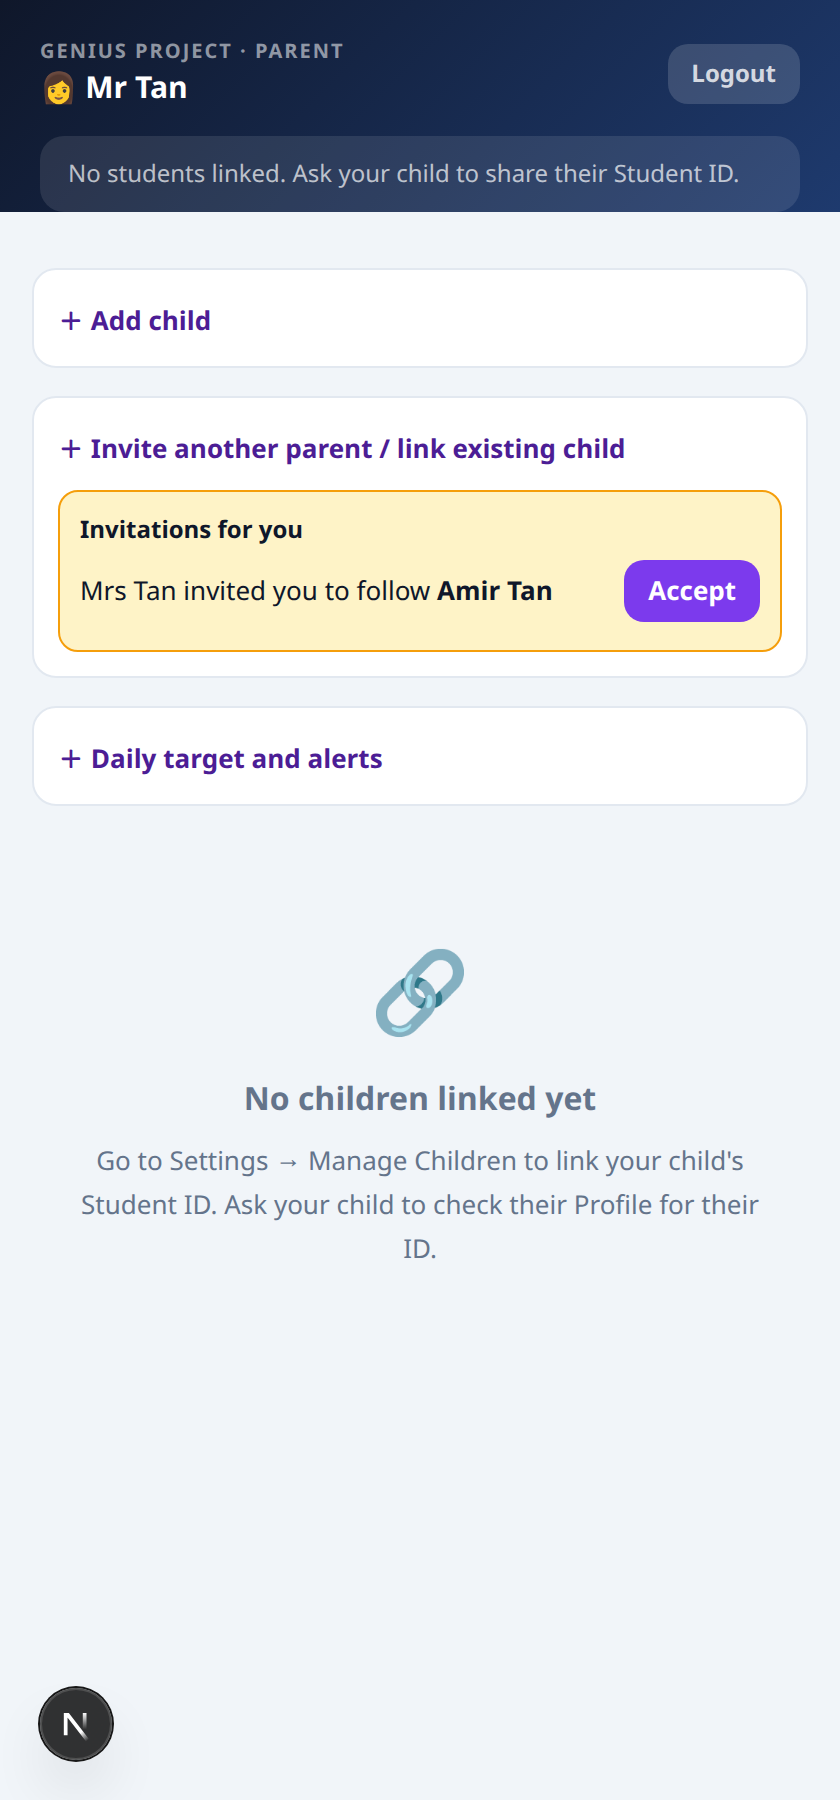 GENIUS PROJECT · PARENT
👩 Mr Tan
Logout
No students linked. Ask your child to share their Student ID.
+ Add child
+ Invite another parent / link existing child
Invitations for you
Mrs Tan invited you to follow Amir Tan
Accept
+ Daily target and alerts
No children linked yet
Go to Settings → Manage Children to link your child's
Student ID. Ask your child to check their Profile for their
ID.
N